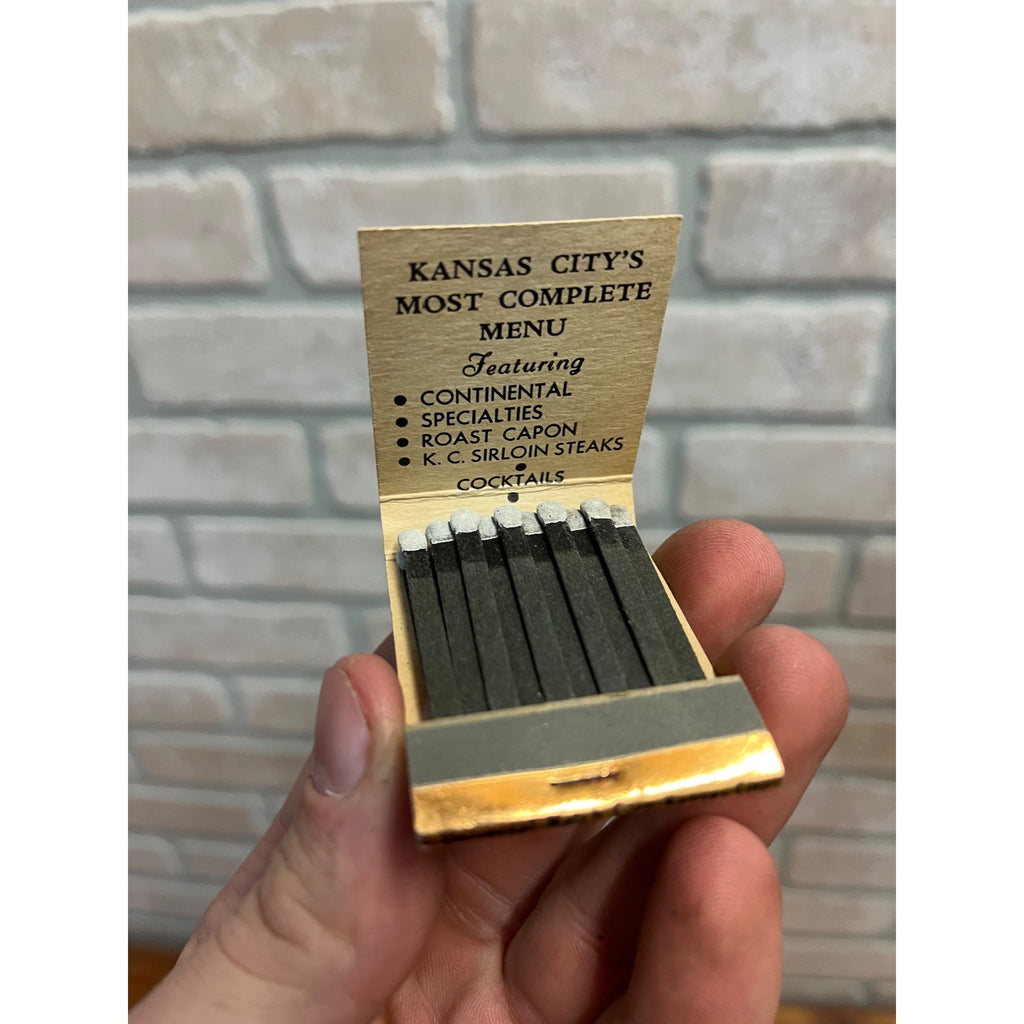 KANSAS CITY'S
MOST COMPLETE
MENU
Featuring
• CONTINENTAL
• SPECIALTIES
• ROAST CAPON
• K. C. SIRLOIN STEAKS
•
COCKTAILS
•